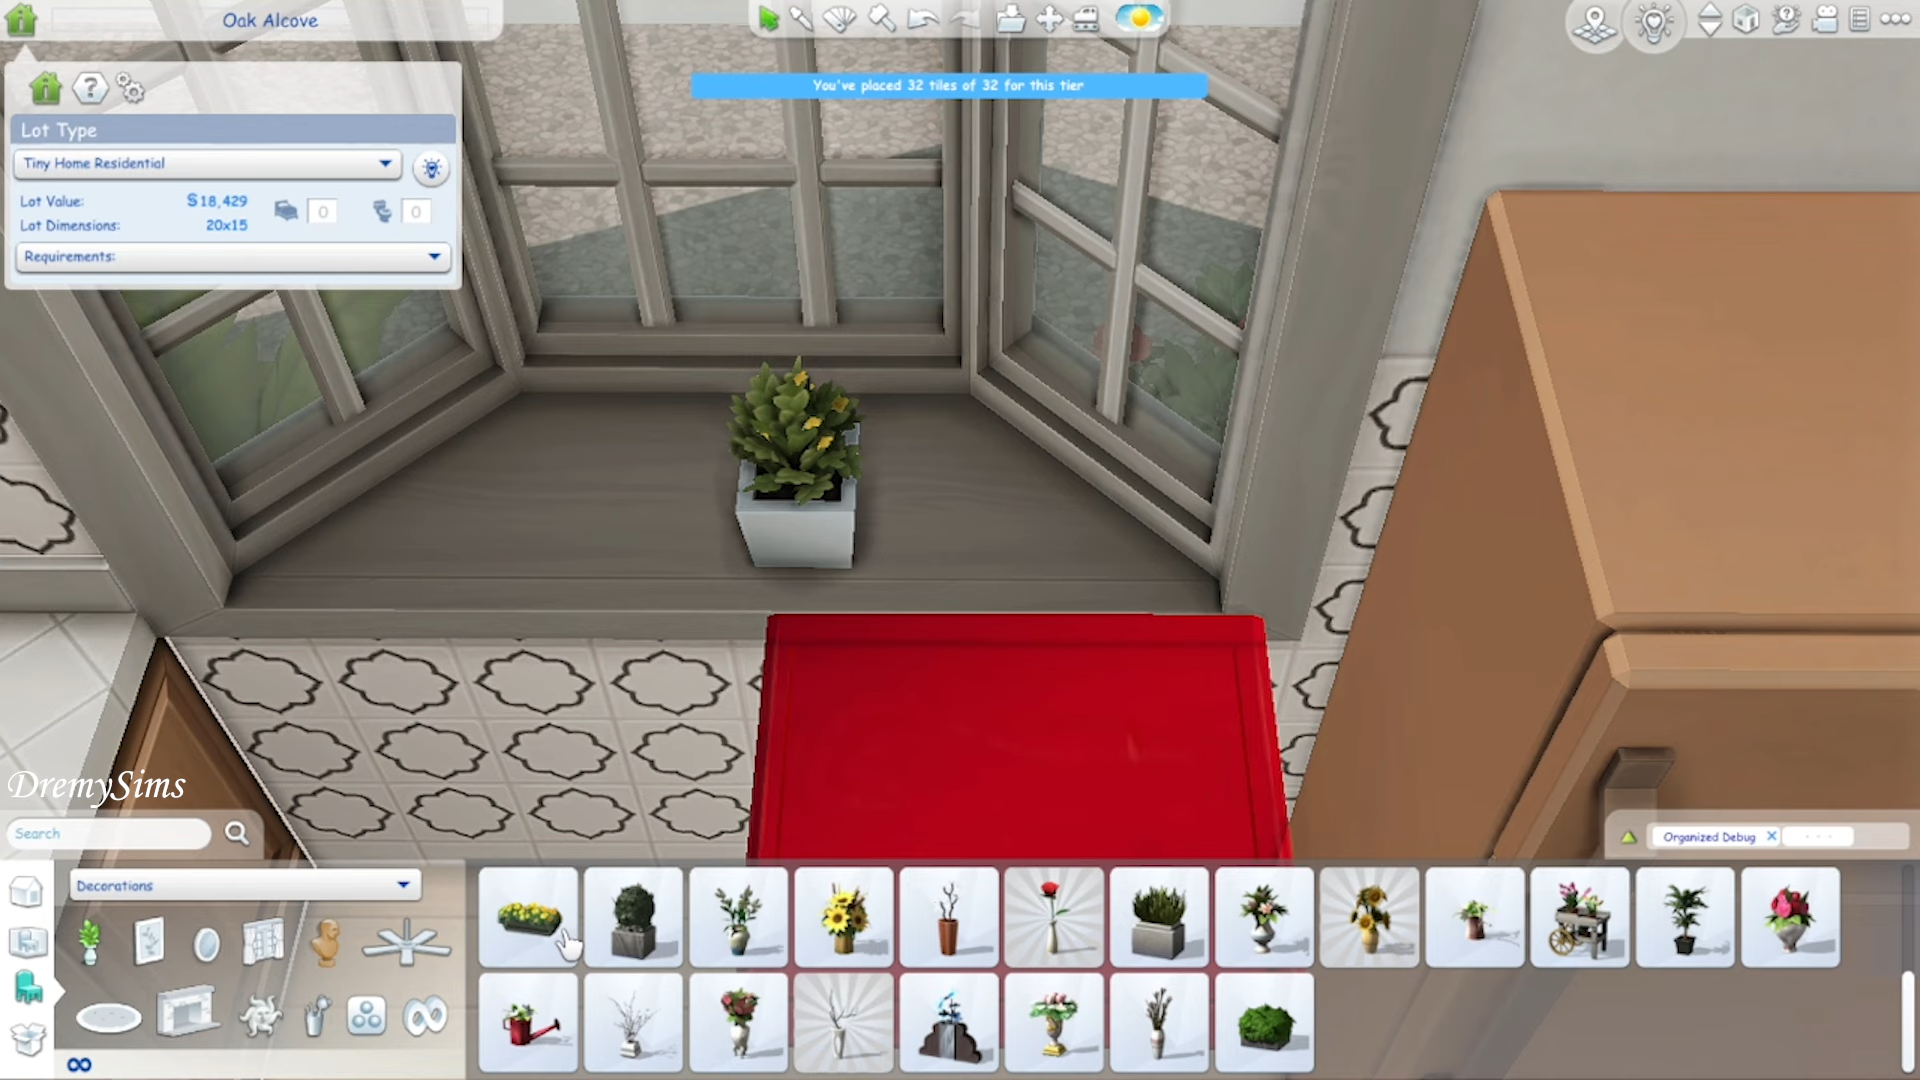 Oak Alcove
You've placed 32 tiles of 32 for this tier
?
Lot Type
Tiny Home Residential
Lot Value: §18,429
0
0
Lot Dimensions: 20x15
Requirements:
DremySims
Search
Organized Debug X
Decorations